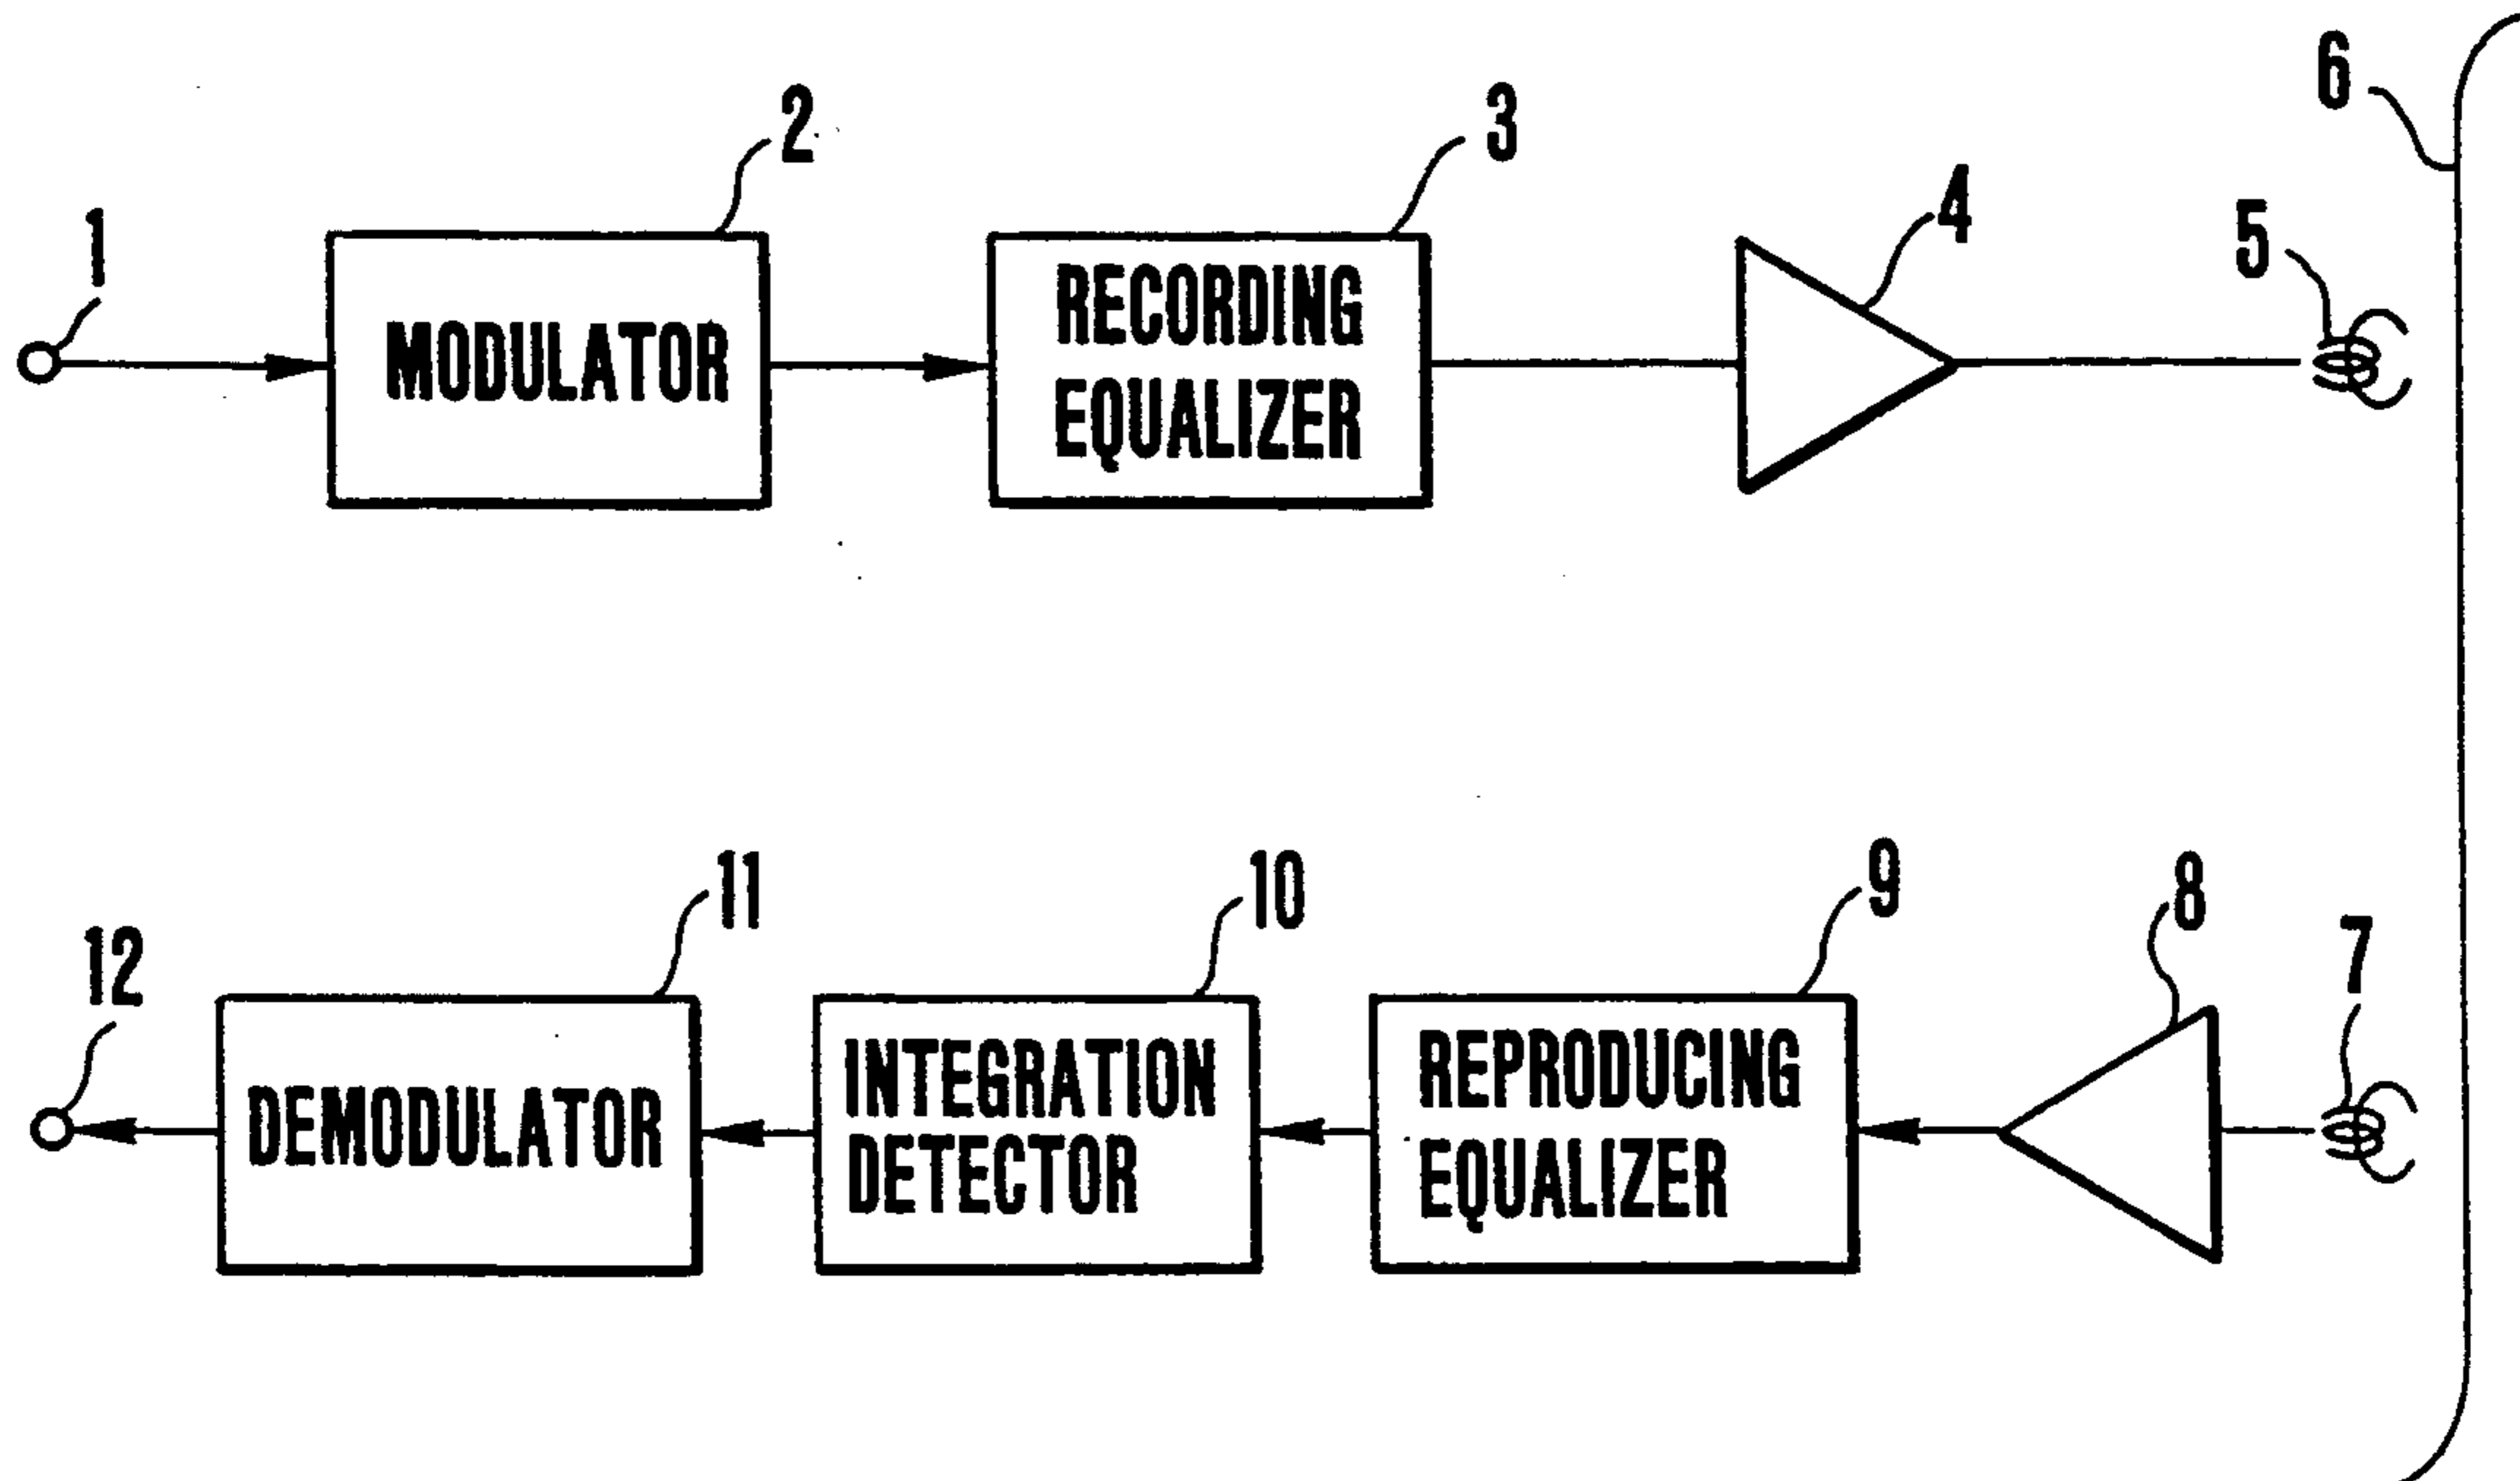 1
2
MODULATOR
3
RECORDING
EQUALIZER
4
5
6
7
8
9
REPRODUCING
EQUALIZER
10
INTEGRATION
DETECTOR
11
DEMODULATOR
12